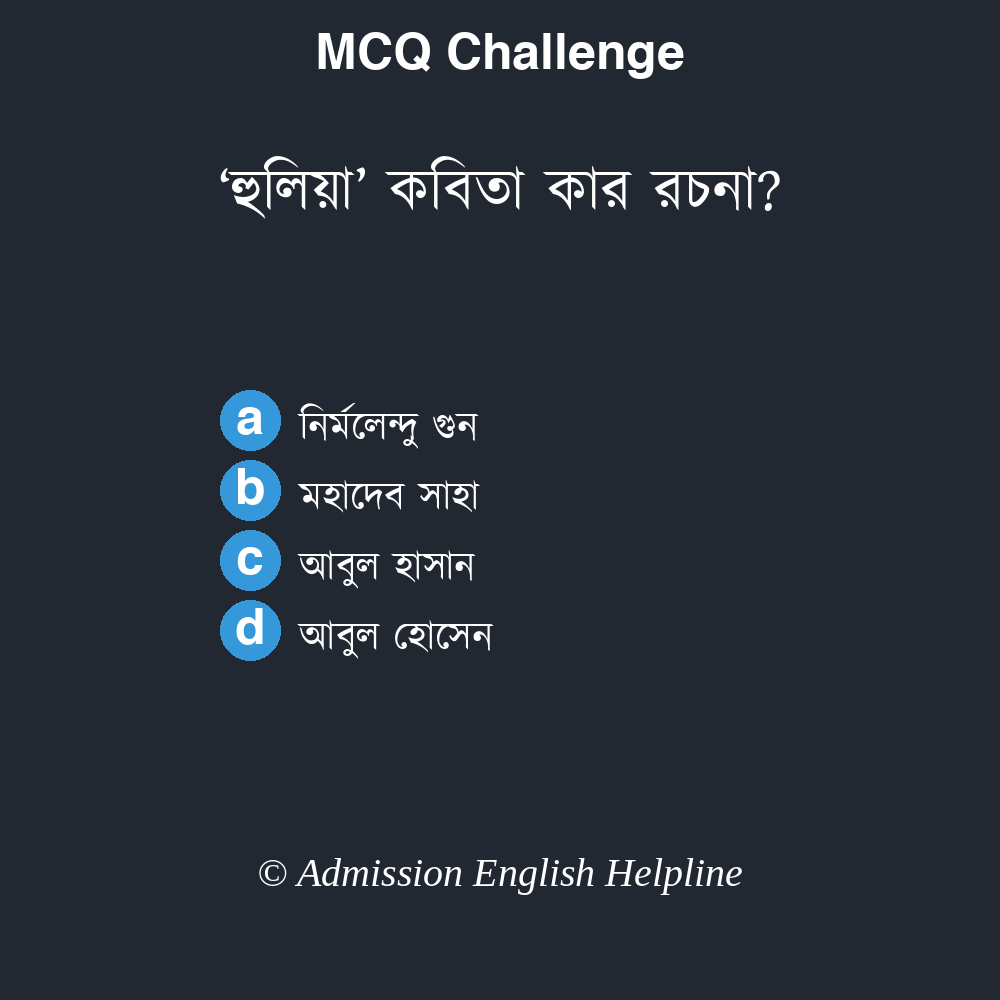 MCQ Challenge
‘হুলিয়া’ কবিতা কার রচনা?
a নির্মলেন্দু গুন
b মহাদেব সাহা
c আবুল হাসান
d আবুল হোসেন
© Admission English Helpline